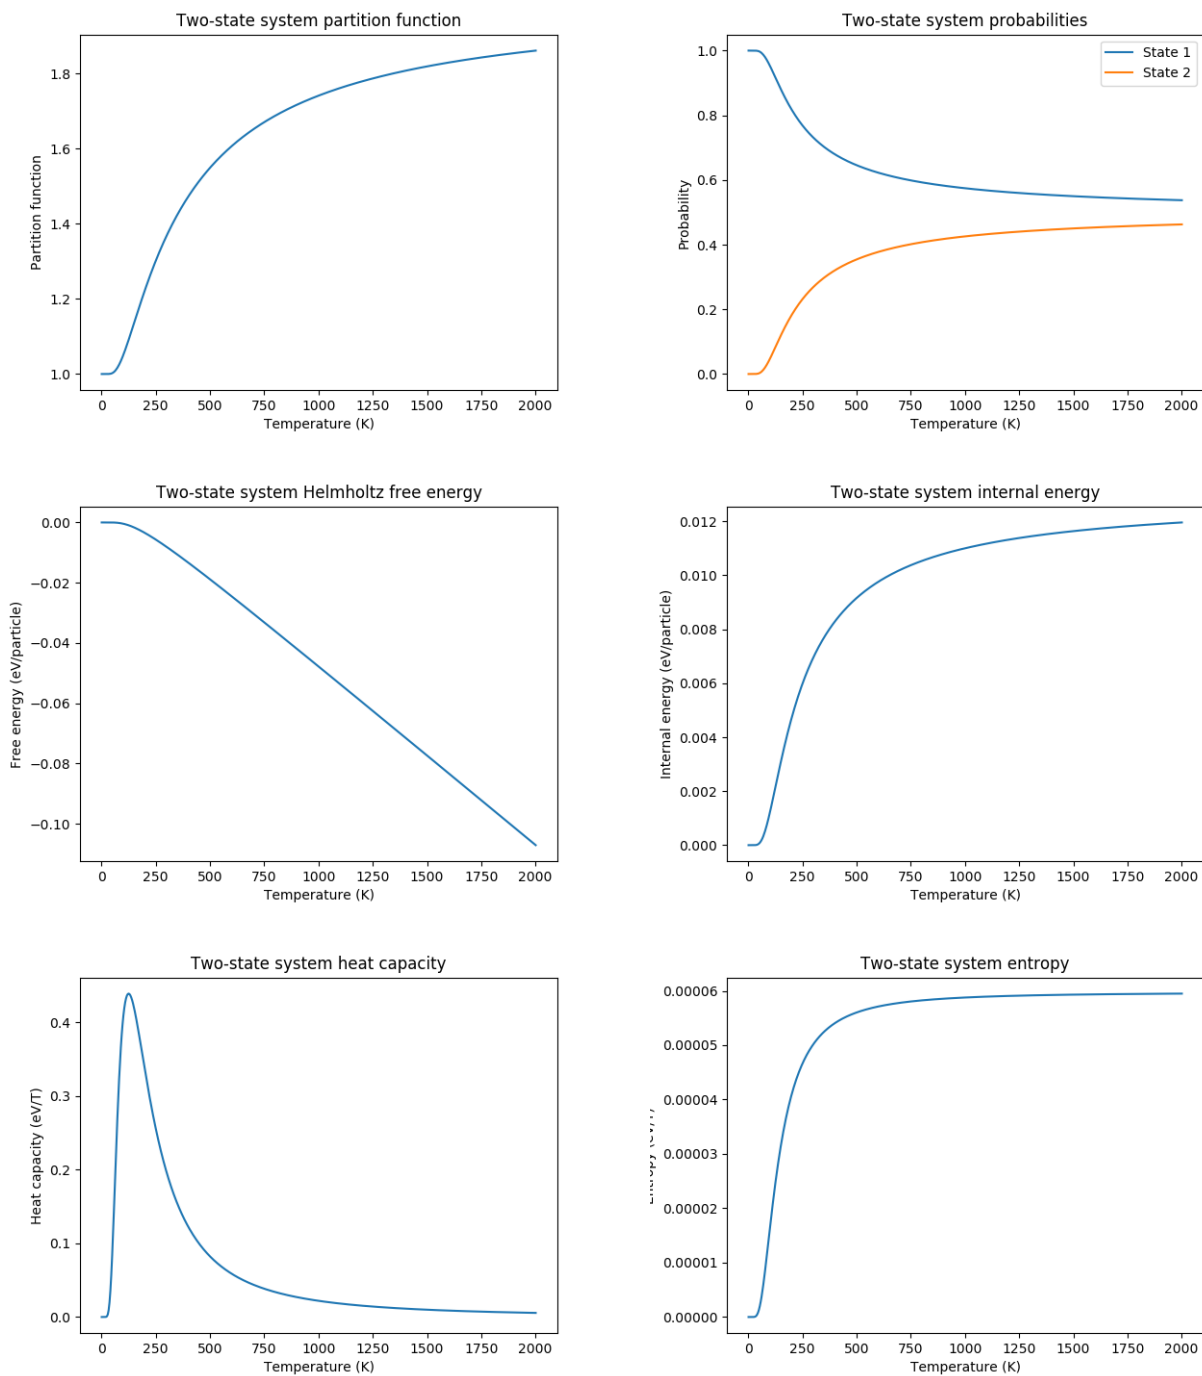 Two-state system partition function
Partition function
1.8
1.6
1.4
1.2
1.0
0 250 500 750 1000 1250 1500 1750 2000
Temperature (K)
Two-state system probabilities
Probability
1.0
0.8
0.6
0.4
0.2
0.0
State 1
State 2
0 250 500 750 1000 1250 1500 1750 2000
Temperature (K)
Two-state system Helmholtz free energy
Free energy (eV/particle)
0.00
−0.02
−0.04
−0.06
−0.08
−0.10
0 250 500 750 1000 1250 1500 1750 2000
Temperature (K)
Two-state system internal energy
Internal energy (eV/particle)
0.012
0.010
0.008
0.006
0.004
0.002
0.000
0 250 500 750 1000 1250 1500 1750 2000
Temperature (K)
Two-state system heat capacity
Heat capacity (eV/T)
0.4
0.3
0.2
0.1
0.0
0 250 500 750 1000 1250 1500 1750 2000
Temperature (K)
Two-state system entropy
0.00006
0.00005
0.00004
0.00003
0.00002
0.00001
0.00000
0 250 500 750 1000 1250 1500 1750 2000
Temperature (K)